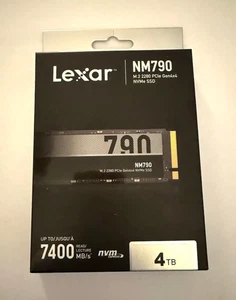 Lexar
NM790
M.2 2280 PCIe Gen4x4
NVMe SSD
790
NM790
M.2 2280 PCIe Gen4x4 NVMe SSD
UP TO/JUSQU'À
7400 READ/
LECTURE
MB/s
nvm
4TB